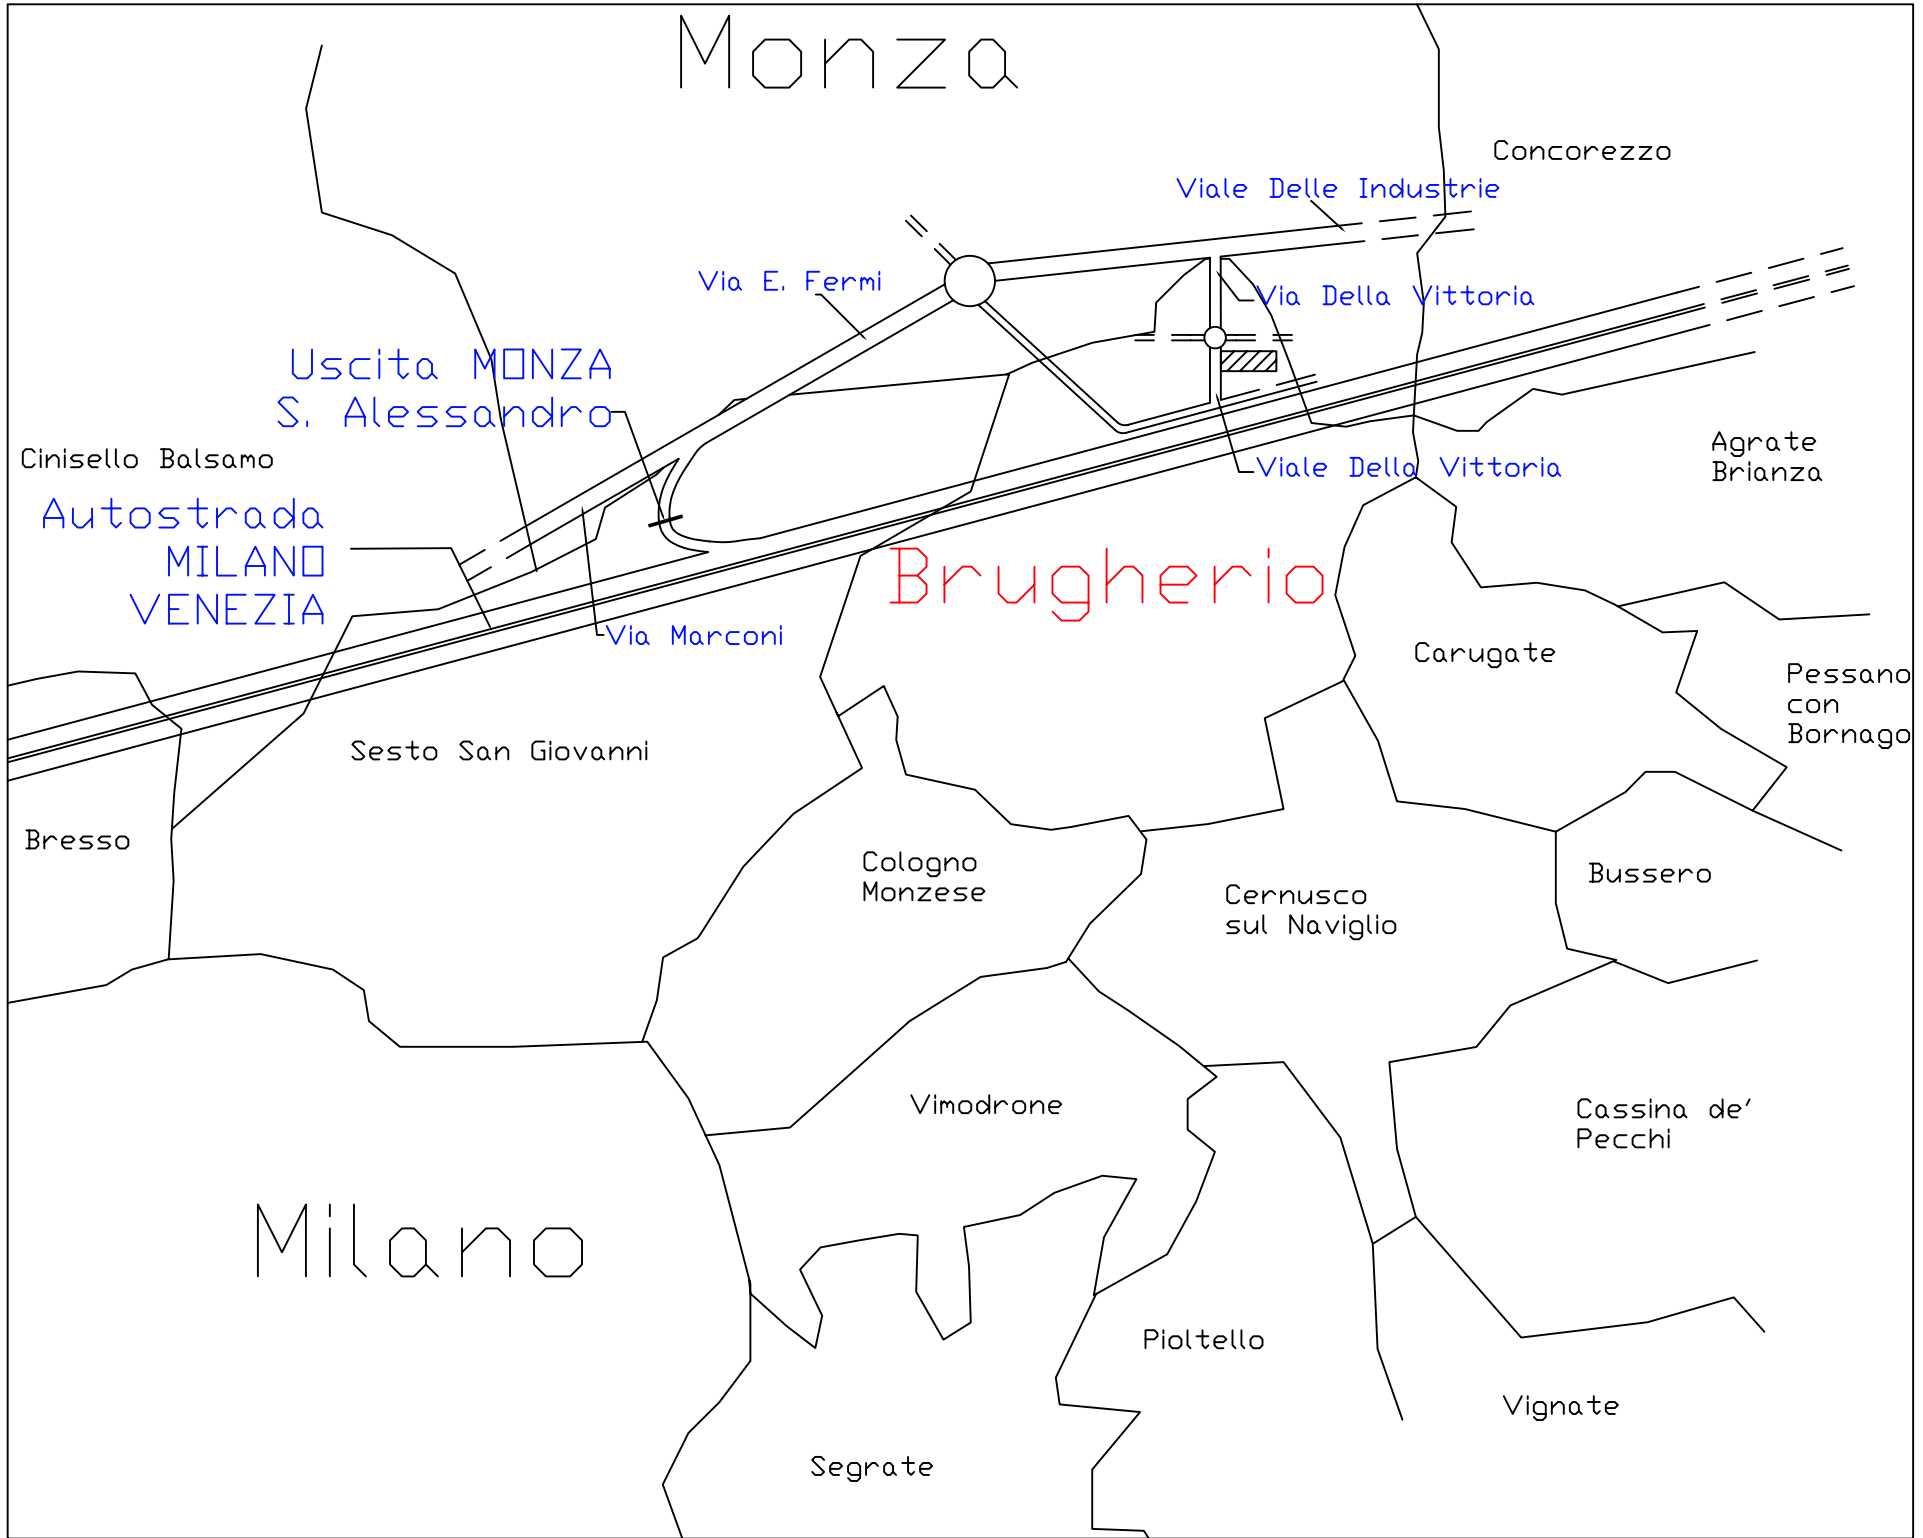 Monza
Concorezzo
Viale Delle Industrie
Via E. Fermi
Via Della Vittoria
Uscita MONZA
S. Alessandro
Cinisello Balsamo
Agrate
Brianza
Viale Della Vittoria
Autostrada
MILANO
VENEZIA
Brugherio
Via Marconi
Carugate
Pessano
con
Bornago
Sesto San Giovanni
Bresso
Cologno
Monzese
Cernusco
sul Naviglio
Bussero
Vimodrone
Cassina de'
Pecchi
Milano
Pioltello
Vignate
Segrate